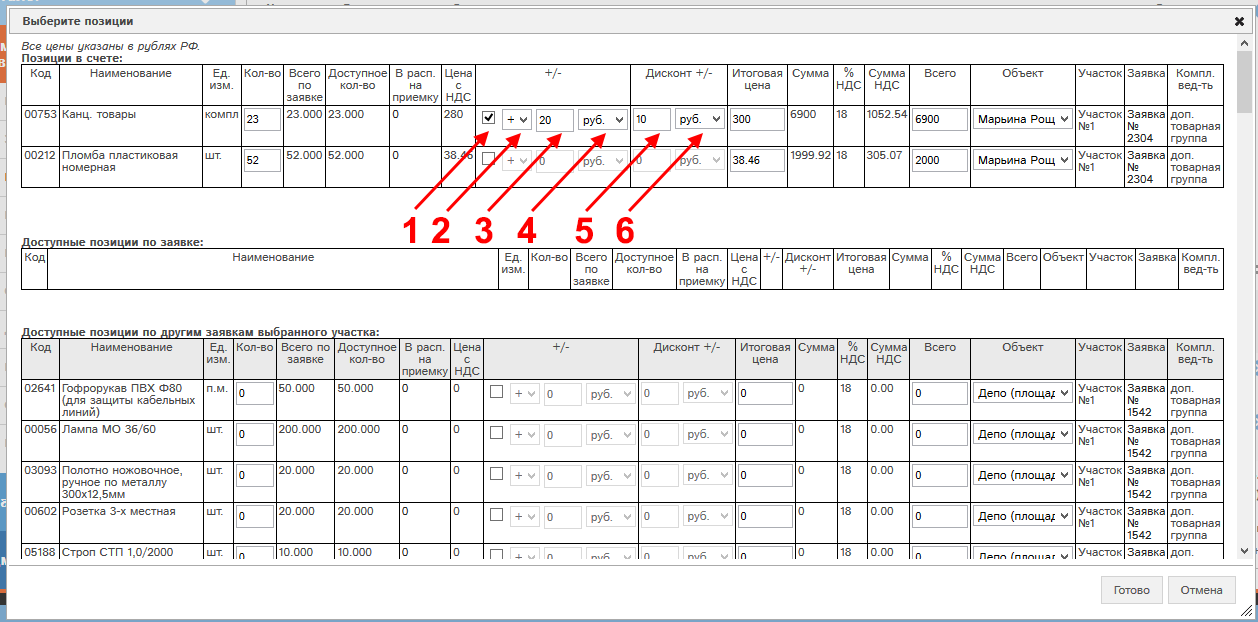 Выберите позиции
Все цены указаны в рублях РФ.
Позиции в счете:
Код Наименование Ед. изм. Кол-во Всего по заявке Доступное кол-во В расп. на приемку Цена с НДС +/- Дисконт +/- Итоговая цена Сумма % НДС Сумма НДС Всего Объект Участок Заявка Компл. вед-ть
00753 Канц. товары компл 23 23.000 23.000 0 280 + 20 руб. 10 руб. 300 6900 18 1052.54 6900 Марьина Рощ Участок №1 Заявка № 2304 доп. товарная группа
00212 Пломба пластиковая номерная шт. 52 52.000 52.000 0 38.46 + 0 руб. 0 руб. 38.46 1999.92 18 305.07 2000 Марьина Рощ Участок №1 Заявка № 2304 доп. товарная группа
1 2 3 4 5 6
Доступные позиции по заявке:
Код Наименование Ед. изм. Кол-во Всего по заявке Доступное кол-во В расп. на приемку Цена с НДС +/- Дисконт +/- Итоговая цена Сумма % НДС Сумма НДС Всего Объект Участок Заявка Компл. вед-ть
Доступные позиции по другим заявкам выбранного участка:
Код Наименование Ед. изм. Кол-во Всего по заявке Доступное кол-во В расп. на приемку Цена с НДС +/- Дисконт +/- Итоговая цена Сумма % НДС Сумма НДС Всего Объект Участок Заявка Компл. вед-ть
02641 Гофрорукав ПВХ Ф80 (для защиты кабельных линий) п.м. 0 50.000 50.000 0 0 + 0 руб. 0 руб. 0 0 18 0.00 0 Депо (площад Участок №1 Заявка № 1542 доп. товарная группа
00056 Лампа МО 36/60 шт. 0 200.000 200.000 0 0 + 0 руб. 0 руб. 0 0 18 0.00 0 Депо (площад Участок №1 Заявка № 1542 доп. товарная группа
03093 Полотно ножовочное, ручное по металлу 300х12,5мм шт. 0 20.000 20.000 0 0 + 0 руб. 0 руб. 0 0 18 0.00 0 Депо (площад Участок №1 Заявка № 1542 доп. товарная группа
00602 Розетка 3-х местная шт. 0 20.000 20.000 0 0 + 0 руб. 0 руб. 0 0 18 0.00 0 Депо (площад Участок №1 Заявка № 1542 доп. товарная группа
05188 Строп СТП 1,0/2000 шт. 0 10.000 10.000 0 0 + 0 руб. 0 руб. 0 0 18 0.00 0 Депо (площад Участок Заявка доп.
Готово Отмена